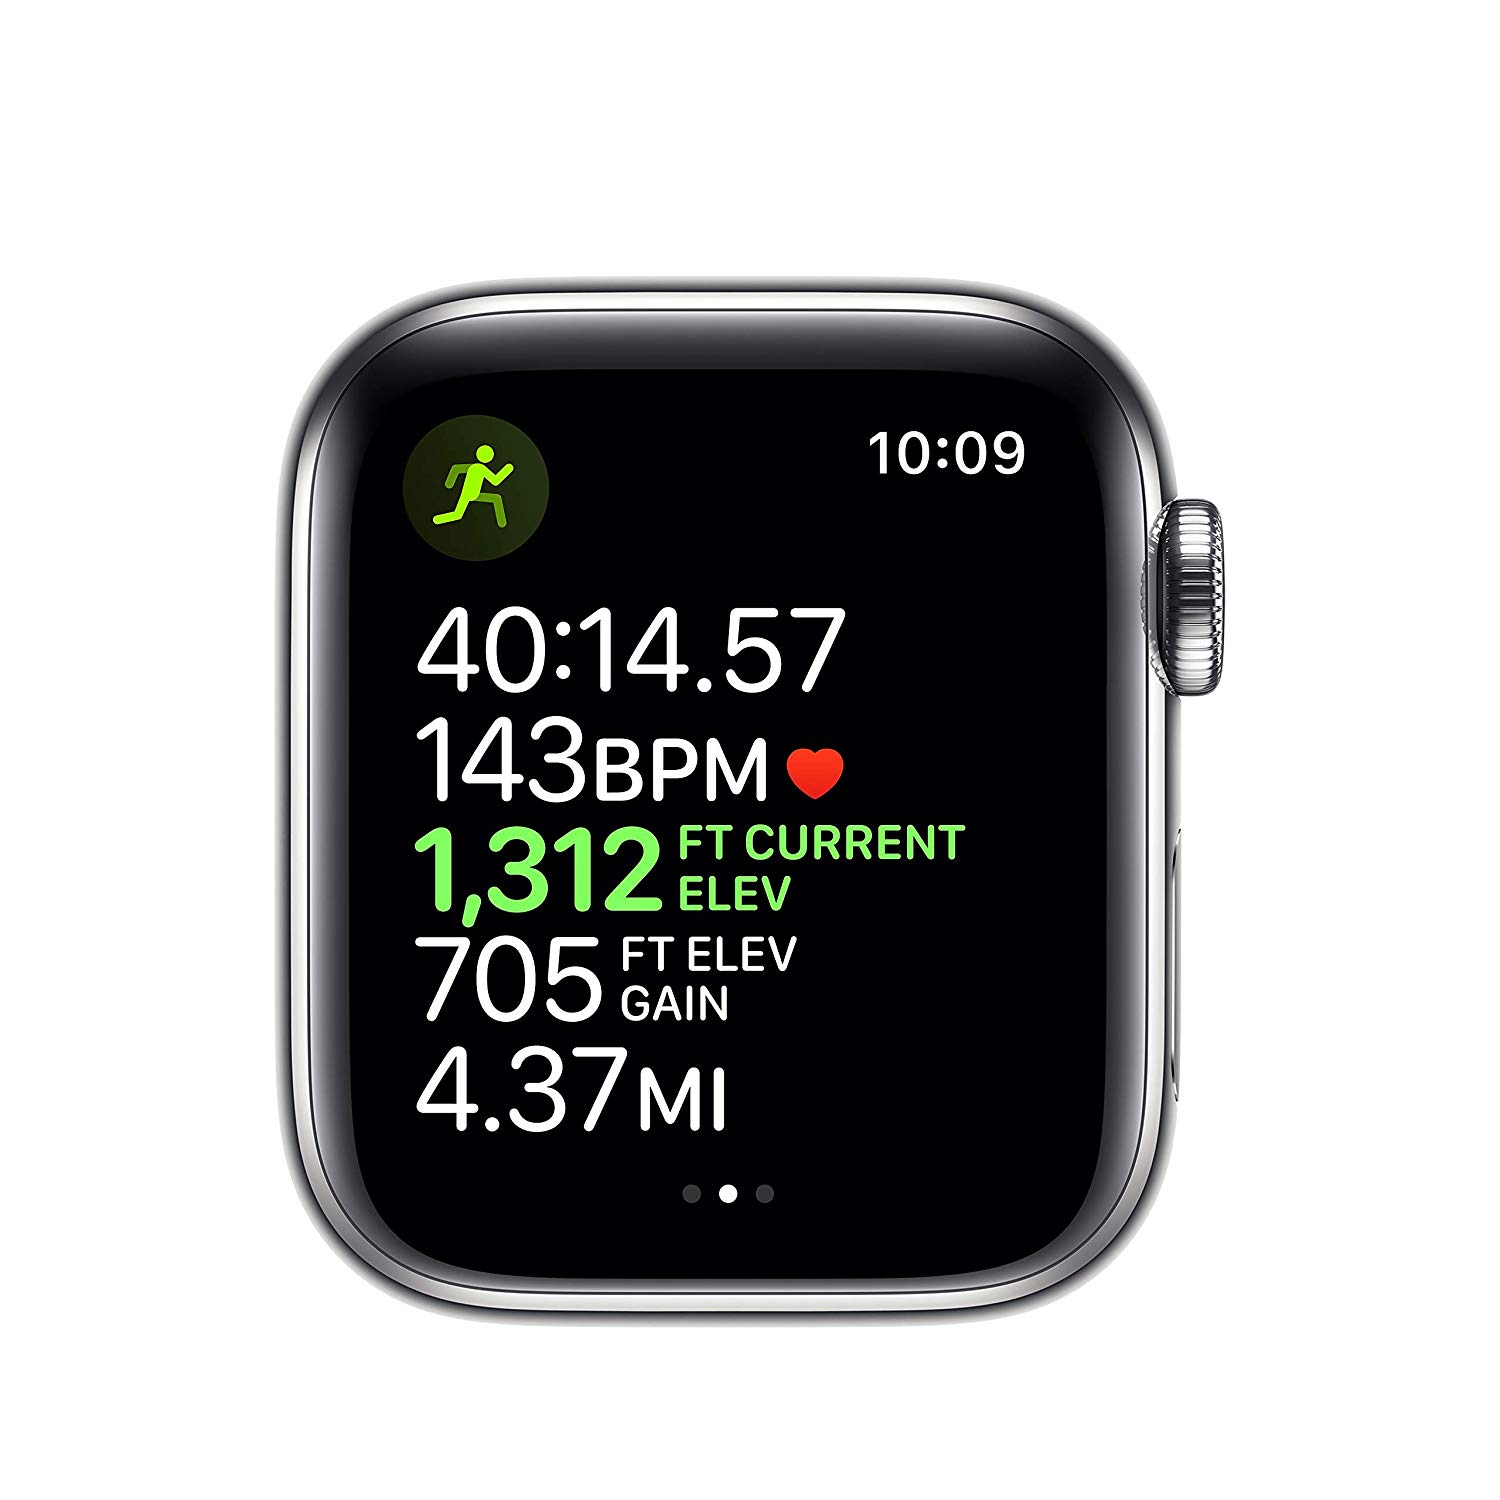 10:09
40:14.57
143BPM
1,312 FT CURRENT
ELEV
705 FT ELEV
GAIN
4.37MI